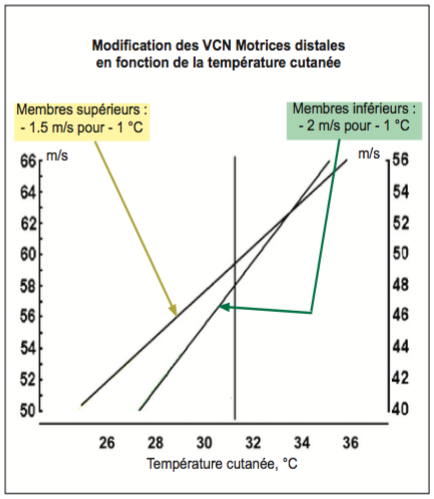 Modification des VCN Motrices distales
en fonction de la température cutanée
Membres supérieurs :
- 1.5 m/s pour - 1 °C
Membres inférieurs :
- 2 m/s pour - 1 °C
m/s
m/s
66
64
62
60
58
56
54
52
50
56
54
52
50
48
46
44
42
40
26 28 30 32 34 36
Température cutanée, °C